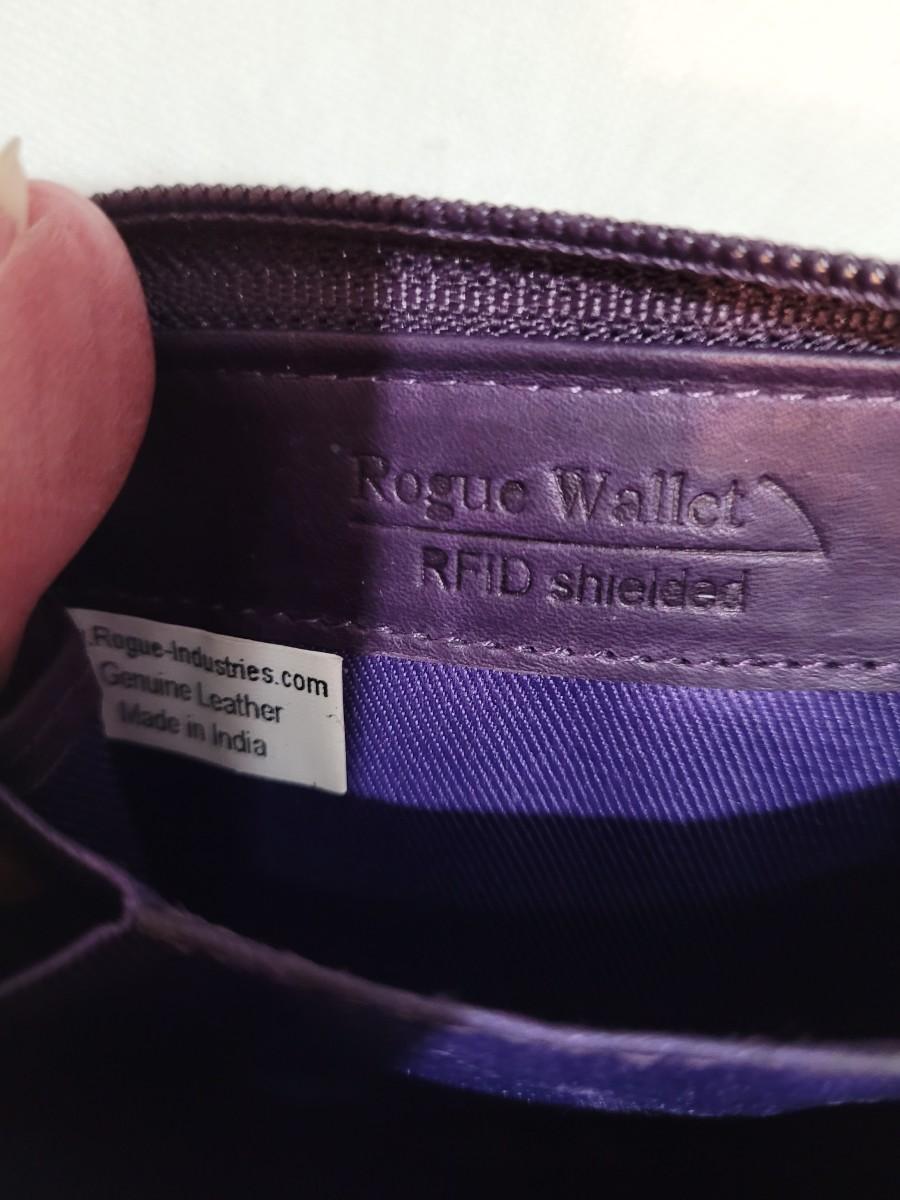 Rogue Wallet
RFID shielded
.Rogue-Industries.com
Genuine Leather
Made in India